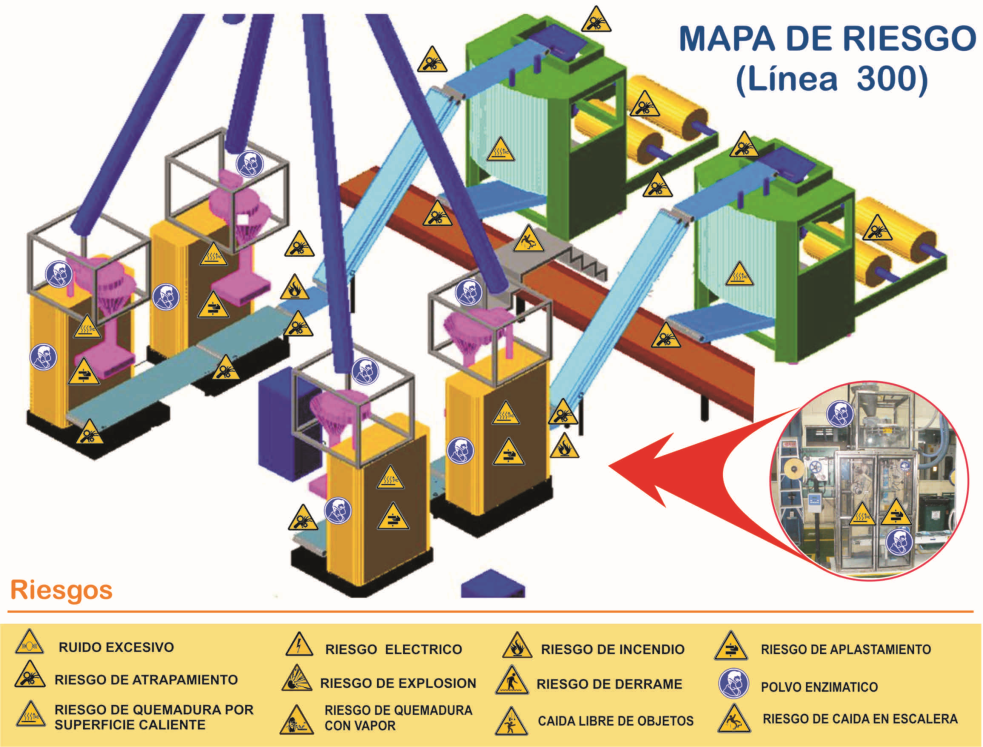 MAPA DE RIESGO
(Línea 300)
Riesgos
RUIDO EXCESIVO
RIESGO ELECTRICO
RIESGO DE INCENDIO
RIESGO DE APLASTAMIENTO
RIESGO DE ATRAPAMIENTO
RIESGO DE EXPLOSION
RIESGO DE DERRAME
POLVO ENZIMATICO
RIESGO DE QUEMADURA POR
SUPERFICIE CALIENTE
RIESGO DE QUEMADURA
CON VAPOR
CAIDA LIBRE DE OBJETOS
RIESGO DE CAIDA EN ESCALERA